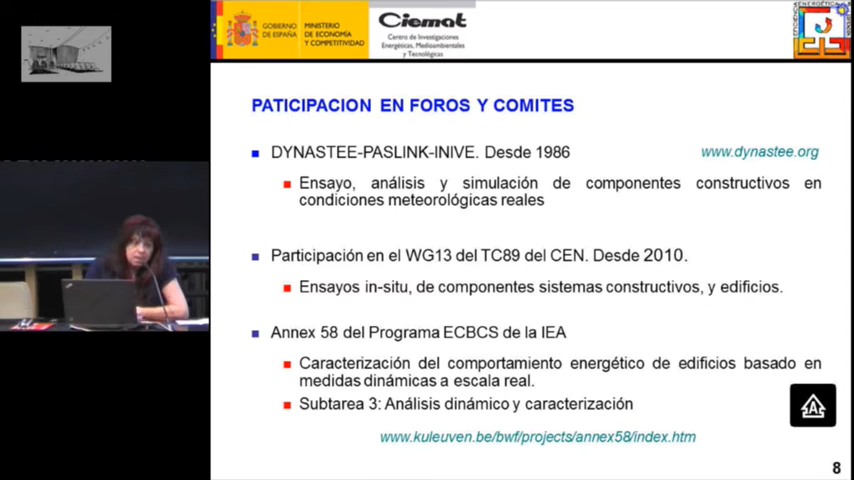 GOBIERNO
DE ESPAÑA
MINISTERIO
DE ECONOMÍA
Y COMPETITIVIDAD
Ciemat
Centro de Investigaciones
Energéticas, Medioambientales
y Tecnológicas
EFICIENCIA ENERGÉTICA
PATICIPACION EN FOROS Y COMITES
DYNASTEE-PASLINK-INIVE. Desde 1986
www.dynastee.org
Ensayo, análisis y simulación de componentes constructivos en
condiciones meteorológicas reales
Participación en el WG13 del TC89 del CEN. Desde 2010.
Ensayos in-situ, de componentes sistemas constructivos, y edificios.
Annex 58 del Programa ECBCS de la IEA
Caracterización del comportamiento energético de edificios basado en
medidas dinámicas a escala real.
Subtarea 3: Análisis dinámico y caracterización
www.kuleuven.be/bwf/projects/annex58/index.htm
A
8